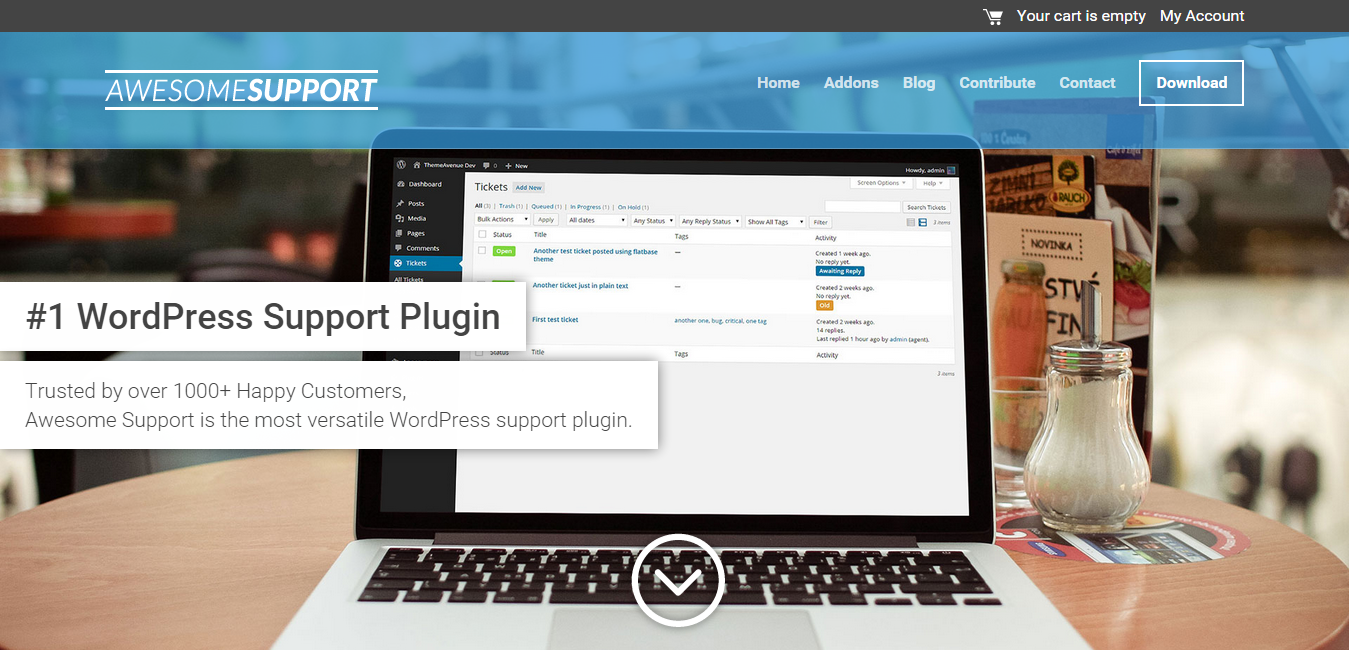 Your cart is empty My Account
AWESOMESUPPORT
Home Addons Blog Contribute Contact Download
ThemeAvenue Dev 0 + New
Howdy, admin
Dashboard
Posts
Media
Pages
Comments
Tickets
All Tickets
Tickets Add New
Screen Options Help
All (3) | Trash (1) | Queued (1) | In Progress (1) | On Hold (1)
Search Tickets
Bulk Actions Apply All dates Any Status Any Reply Status Show All Tags Filter
3 items
Status Title Tags Activity
Open Another test ticket posted using flatbase
theme
—
Created 1 week ago.
No reply yet.
Awaiting Reply
Another ticket just in plain text
—
Created 2 weeks ago.
No reply yet.
Old
First test ticket
another one, bug, critical, one tag
Created 2 weeks ago.
14 replies.
Last replied 1 hour ago by admin (agent).
Status Title Tags Activity
3 items
#1 WordPress Support Plugin
Trusted by over 1000+ Happy Customers,
Awesome Support is the most versatile WordPress support plugin.
ZIMNÍ
RAUCH
NOVINKA